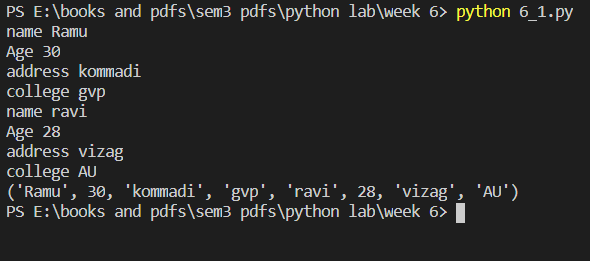 PS E:\books and pdfs\sem3 pdfs\python lab\week 6> python 6_1.py
name Ramu
Age 30
address kommadi
college gvp
name ravi
Age 28
address vizag
college AU
('Ramu', 30, 'kommadi', 'gvp', 'ravi', 28, 'vizag', 'AU')
PS E:\books and pdfs\sem3 pdfs\python lab\week 6>